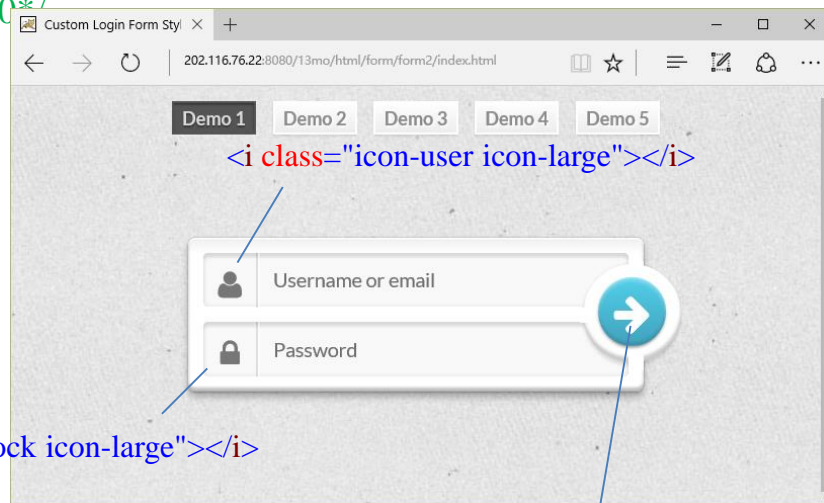 0*/
Custom Login Form Styl
202.116.76.22:8080/13mo/html/form/form2/index.html
Demo 1 Demo 2 Demo 3 Demo 4 Demo 5
<i class="icon-user icon-large"></i>
Username or email
Password
ock icon-large"></i>